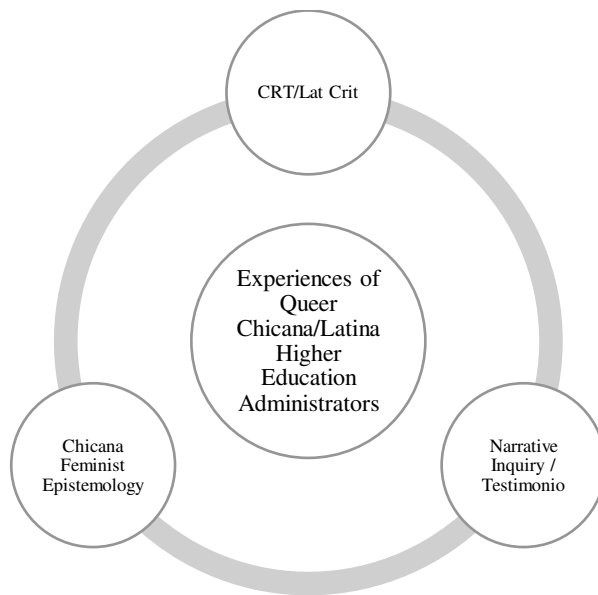 CRT/Lat Crit
Experiences of
Queer
Chicana/Latina
Higher
Education
Administrators
Chicana
Feminist
Epistemology
Narrative
Inquiry /
Testimonio